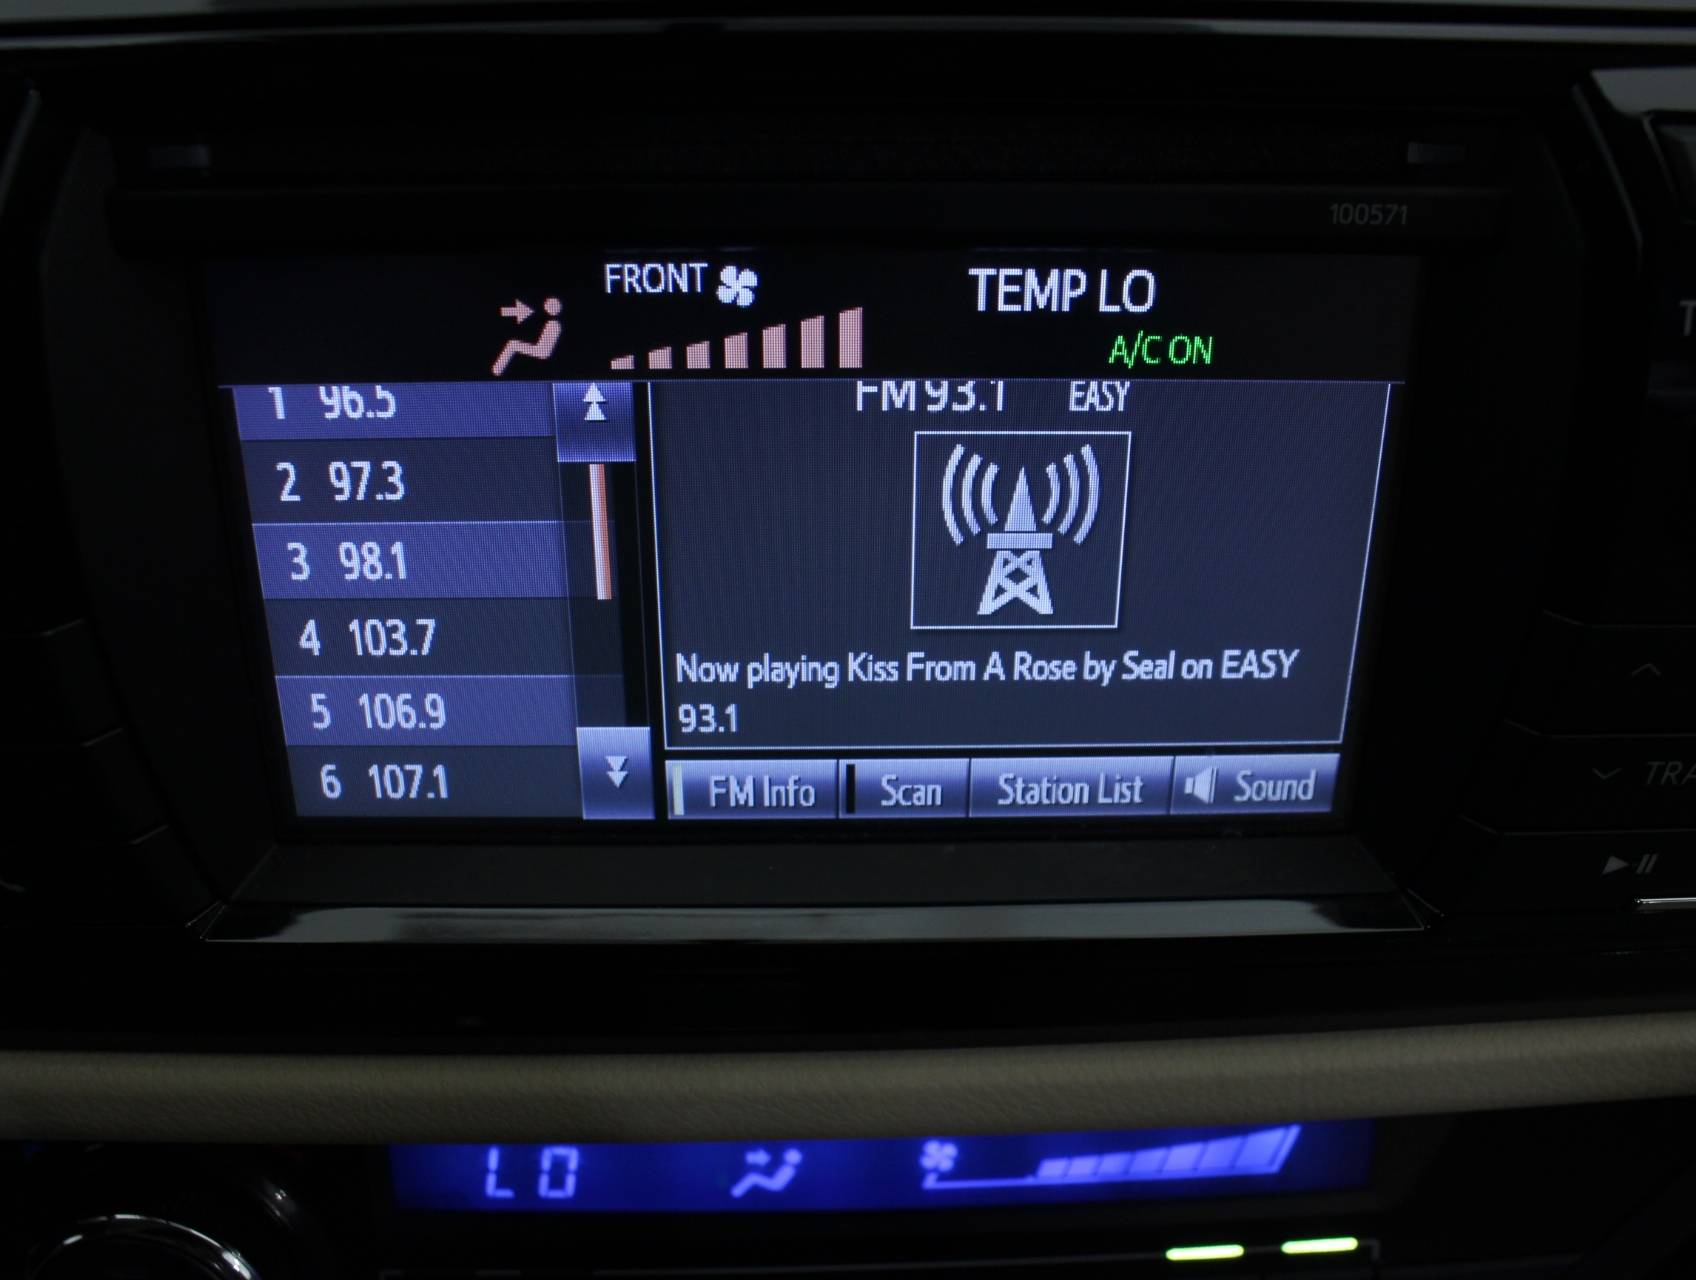 100571
FRONT
TEMP LO
A/C ON
1 96.5
2 97.3
3 98.1
4 103.7
5 106.9
6 107.1
FM 93.1 EASY
Now playing Kiss From A Rose by Seal on EASY
93.1
FM Info Scan Station List Sound
LO